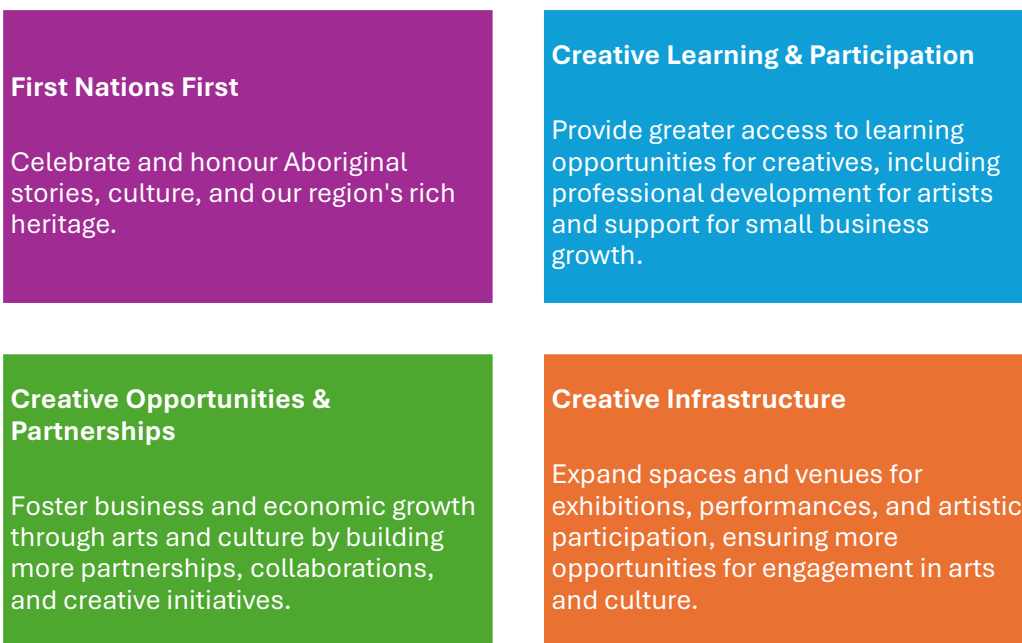 First Nations First
Celebrate and honour Aboriginal
stories, culture, and our region's rich
heritage.
Creative Learning & Participation
Provide greater access to learning
opportunities for creatives, including
professional development for artists
and support for small business
growth.
Creative Opportunities &
Partnerships
Foster business and economic growth
through arts and culture by building
more partnerships, collaborations,
and creative initiatives.
Creative Infrastructure
Expand spaces and venues for
exhibitions, performances, and artistic
participation, ensuring more
opportunities for engagement in arts
and culture.